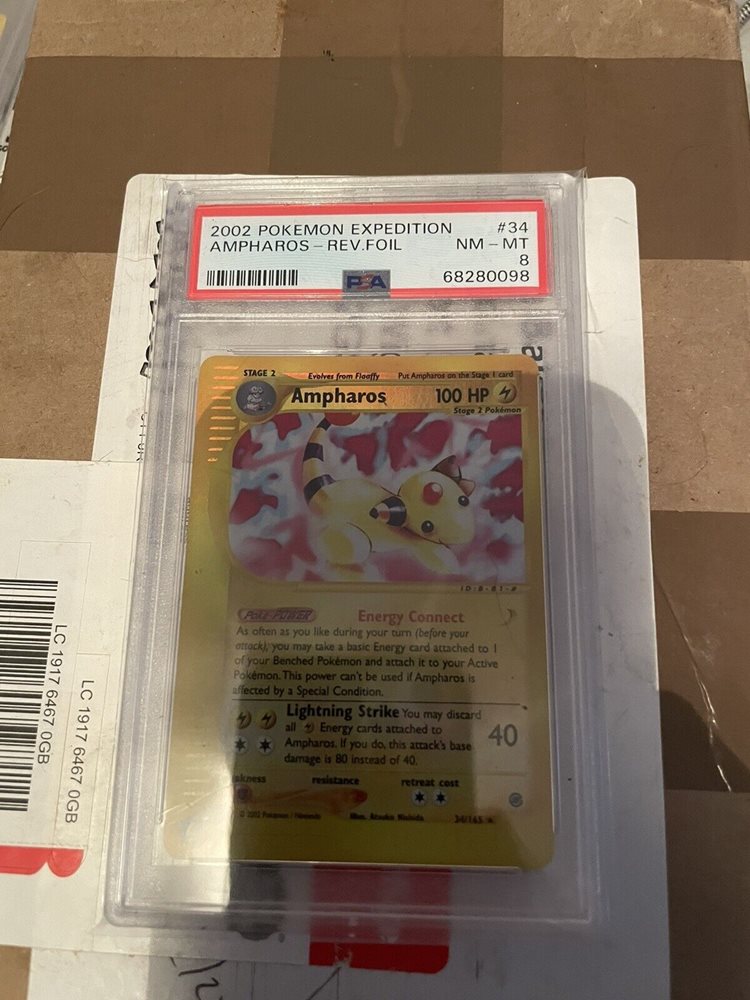 2002 POKEMON EXPEDITION #34
AMPHAROS - REV.FOIL NM - MT
8
PSA 68280098
STAGE 2 Evolves from Flaaffy Put Ampharos on the Stage 1 card
Ampharos 100 HP
Stage 2 Pokémon
Poké-POWER Energy Connect
As often as you like during your turn (before your
attack), you may take a basic Energy card attached to 1
of your Benched Pokémon and attach it to your Active
Pokémon. This power can't be used if Ampharos is
affected by a Special Condition.
Lightning Strike You may discard
all Energy cards attached to
Ampharos. If you do, this attack's base
damage is 80 instead of 40.
40
resistance retreat cost
Illus. Atsuko Nishida 34/165
LC 1917 6467 0GB
LC 1917 6467 0GB